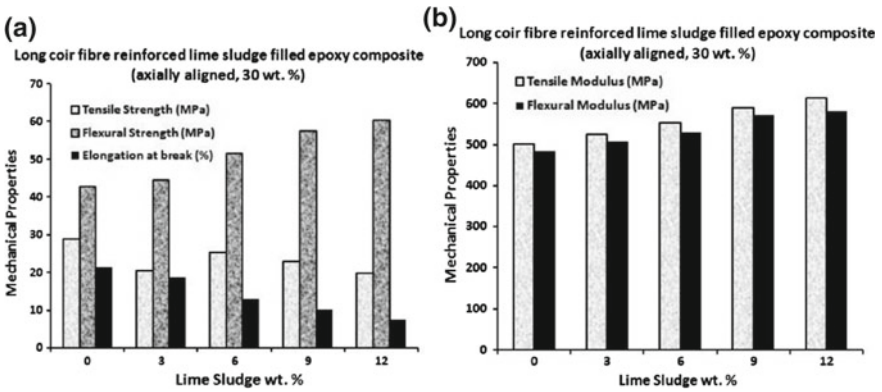 (a)
Long coir fibre reinforced lime sludge filled epoxy composite
(axially aligned, 30 wt. %)
70
60
50
40
30
20
10
0
Mechanical Properties
Tensile Strength (MPa)
Flexural Strength (MPa)
Elongation at break (%)
0 3 6 9 12
Lime Sludge wt. %
(b)
Long coir fibre reinforced lime sludge filled epoxy composite
(axially aligned, 30 wt. %)
700
600
500
400
300
200
100
0
Mechanical Properties
Tensile Modulus (MPa)
Flexural Modulus (MPa)
0 3 6 9 12
Lime Sludge wt. %